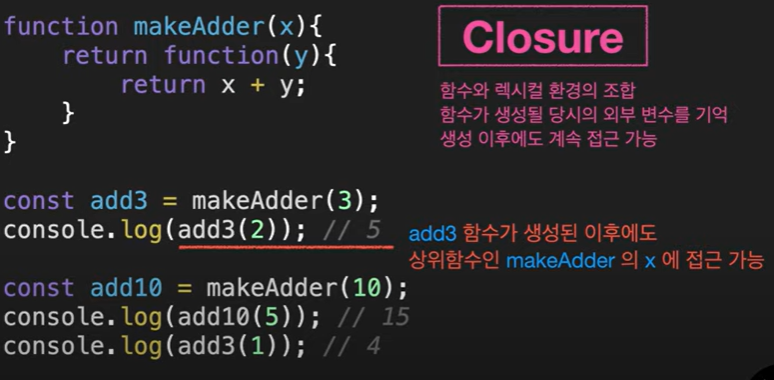 function makeAdder(x){
return function(y){
return x + y;
}
}
Closure
함수와 렉시컬 환경의 조합
함수가 생성될 당시의 외부 변수를 기억
생성 이후에도 계속 접근 가능
const add3 = makeAdder(3);
console.log(add3(2)); // 5
add3 함수가 생성된 이후에도
상위함수인 makeAdder 의 x 에 접근 가능
const add10 = makeAdder(10);
console.log(add10(5)); // 15
console.log(add3(1)); // 4